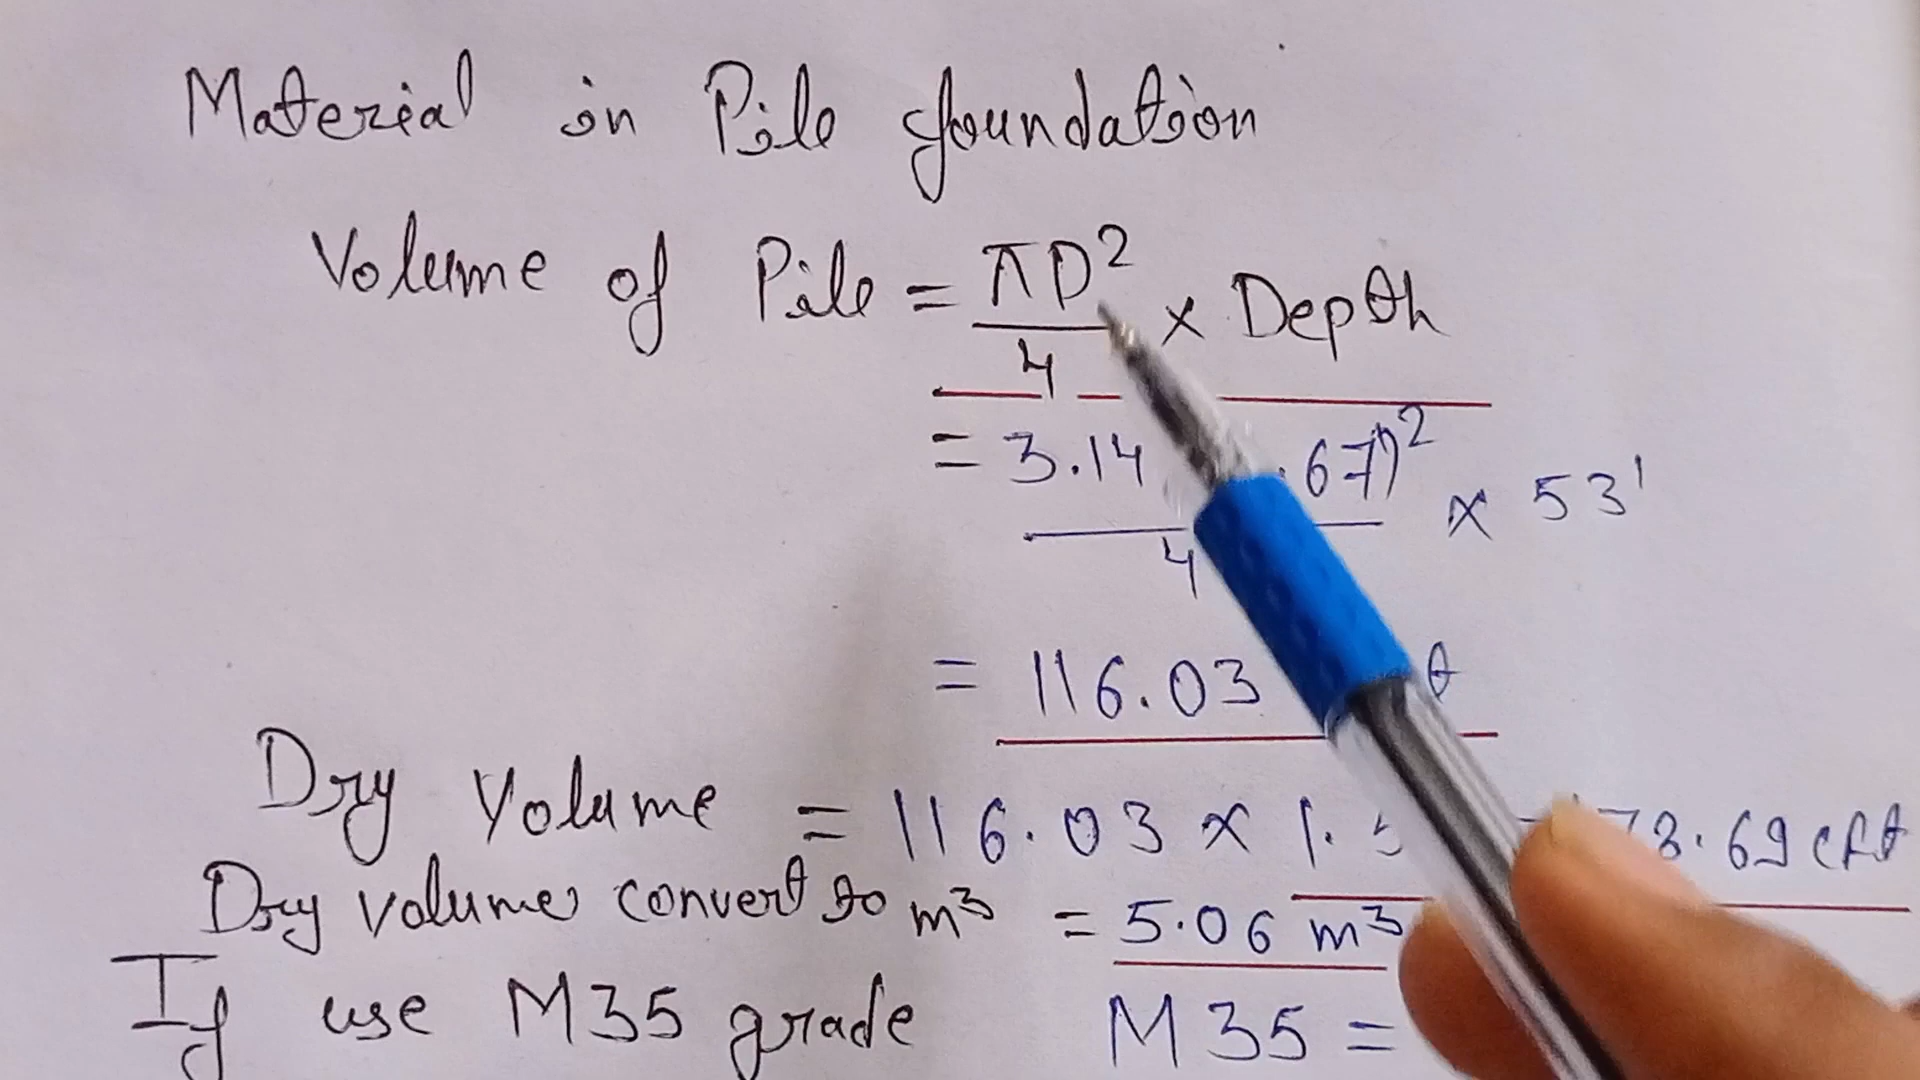 Material in Pile foundation
Volume of Pile = πD²/4 × Depth
= 3.14 .67)²/4 × 53'
= 116.03
Dry Volume = 116.03 × 1.5 = 78.69 cft
Dry volume convert to m³ = 5.06 m³
If use M35 grade M35 =